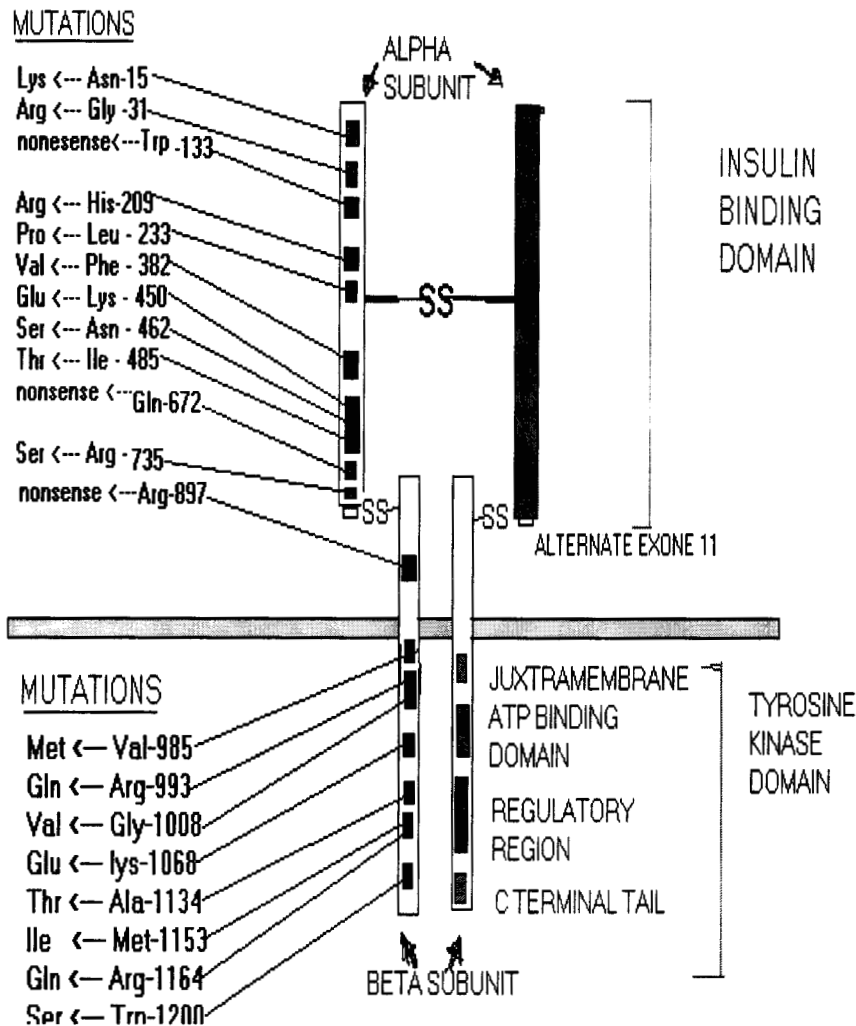 MUTATIONS
Lys <--- Asn-15
Arg <--- Gly -31
nonesense<---Trp -133
Arg <--- His-209
Pro <--- Leu - 233
Val <--- Phe - 382
Glu <--- Lys - 450
Ser <--- Asn - 462
Thr <--- Ile - 485
nonsense <---Gln-672
Ser <--- Arg - 735
nonsense <---Arg-897
ALPHA
SUBUNIT
INSULIN
BINDING
DOMAIN
SS
SS
SS
ALTERNATE EXONE 11
MUTATIONS
Met <— Val-985
Gln <— Arg-993
Val <— Gly-1008
Glu <— lys-1068
Thr <— Ala-1134
Ile <— Met-1153
Gln <— Arg-1164
Ser <— Trp-1200
JUXTRAMEMBRANE
ATP BINDING
DOMAIN
REGULATORY
REGION
C TERMINAL TAIL
TYROSINE
KINASE
DOMAIN
BETA SOBUNIT